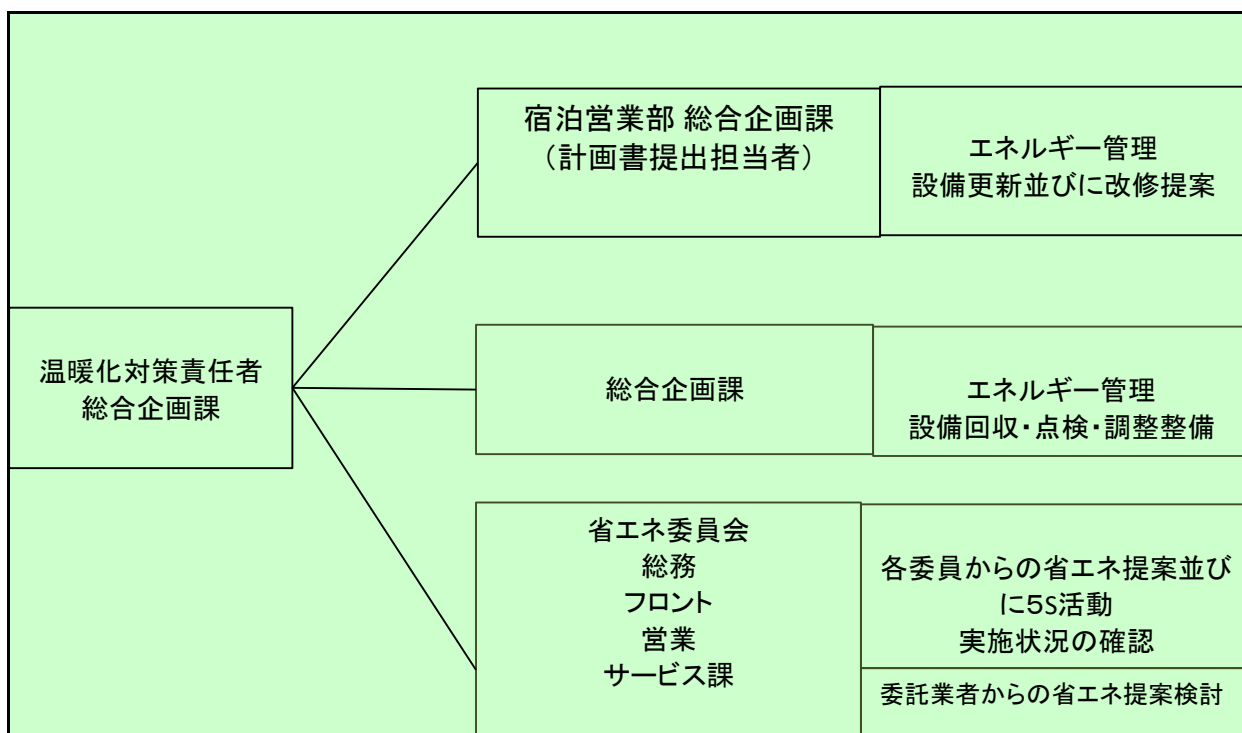 温暖化対策責任者
総合企画課
宿泊営業部 総合企画課
（計画書提出担当者）
エネルギー管理
設備更新並びに改修提案
総合企画課
エネルギー管理
設備回収・点検・調整整備
省エネ委員会
総務
フロント
営業
サービス課
各委員からの省エネ提案並び
に5S活動
実施状況の確認
委託業者からの省エネ提案検討